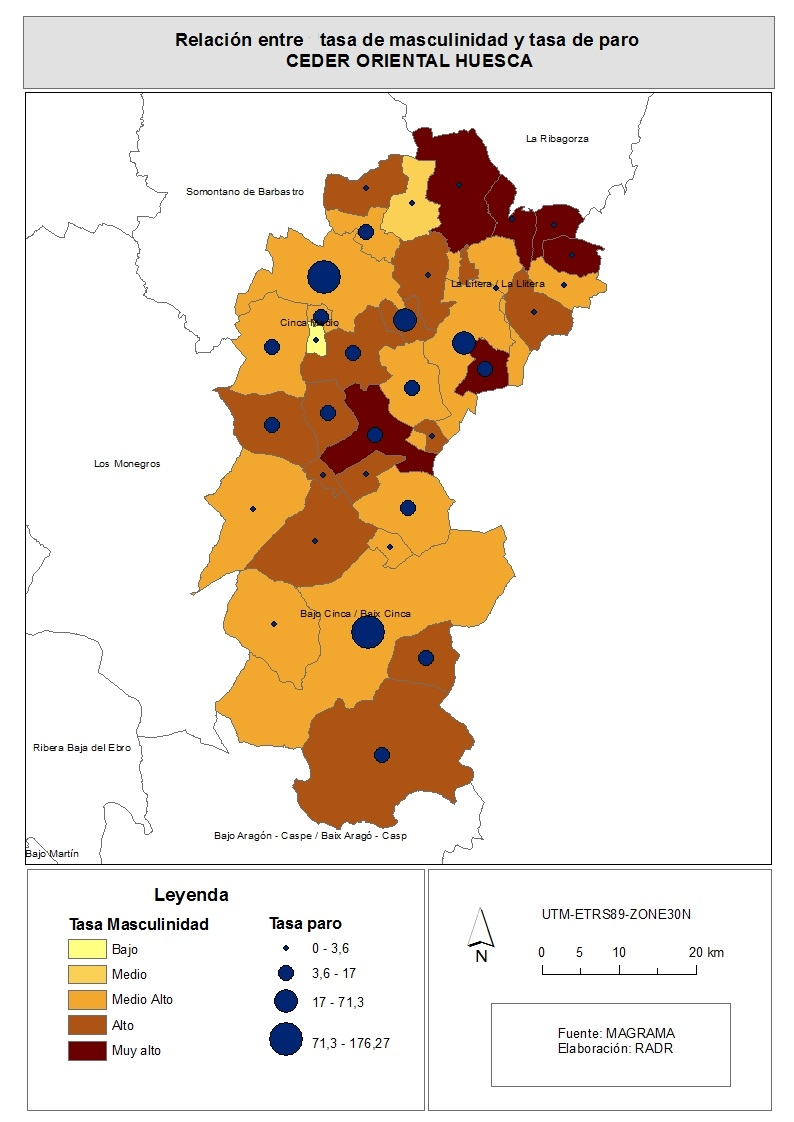 Relación entre tasa de masculinidad y tasa de paro
CEDER ORIENTAL HUESCA
La Ribagorza
Somontano de Barbastro
La Litera / La Llitera
Cinca Medio
Los Monegros
Bajo Cinca / Baix Cinca
Ribera Baja del Ebro
Bajo Aragón - Caspe / Baix Aragó - Casp
Bajo Martín
Leyenda
Tasa Masculinidad
Bajo
Medio
Medio Alto
Alto
Muy alto
Tasa paro
0 - 3,6
3,6 - 17
17 - 71,3
71,3 - 176,27
N
UTM-ETRS89-ZONE30N
0 5 10 20 km
Fuente: MAGRAMA
Elaboración: RADR